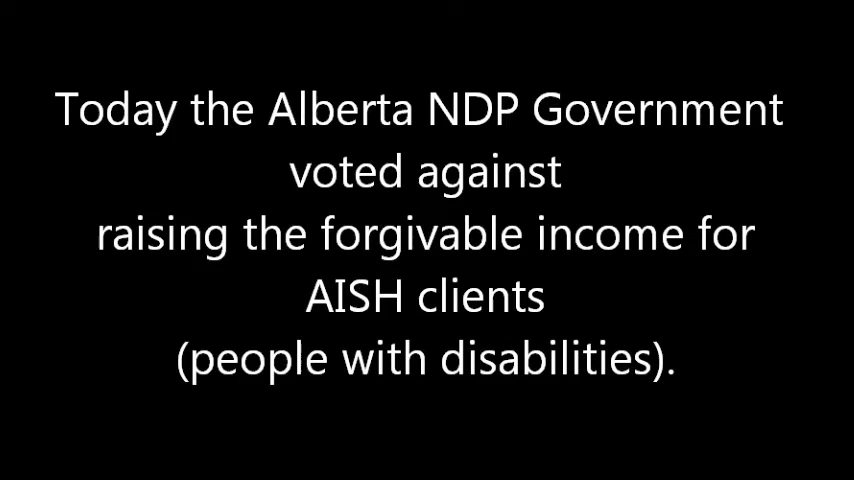 Today the Alberta NDP Government
voted against
raising the forgivable income for
AISH clients
(people with disabilities).